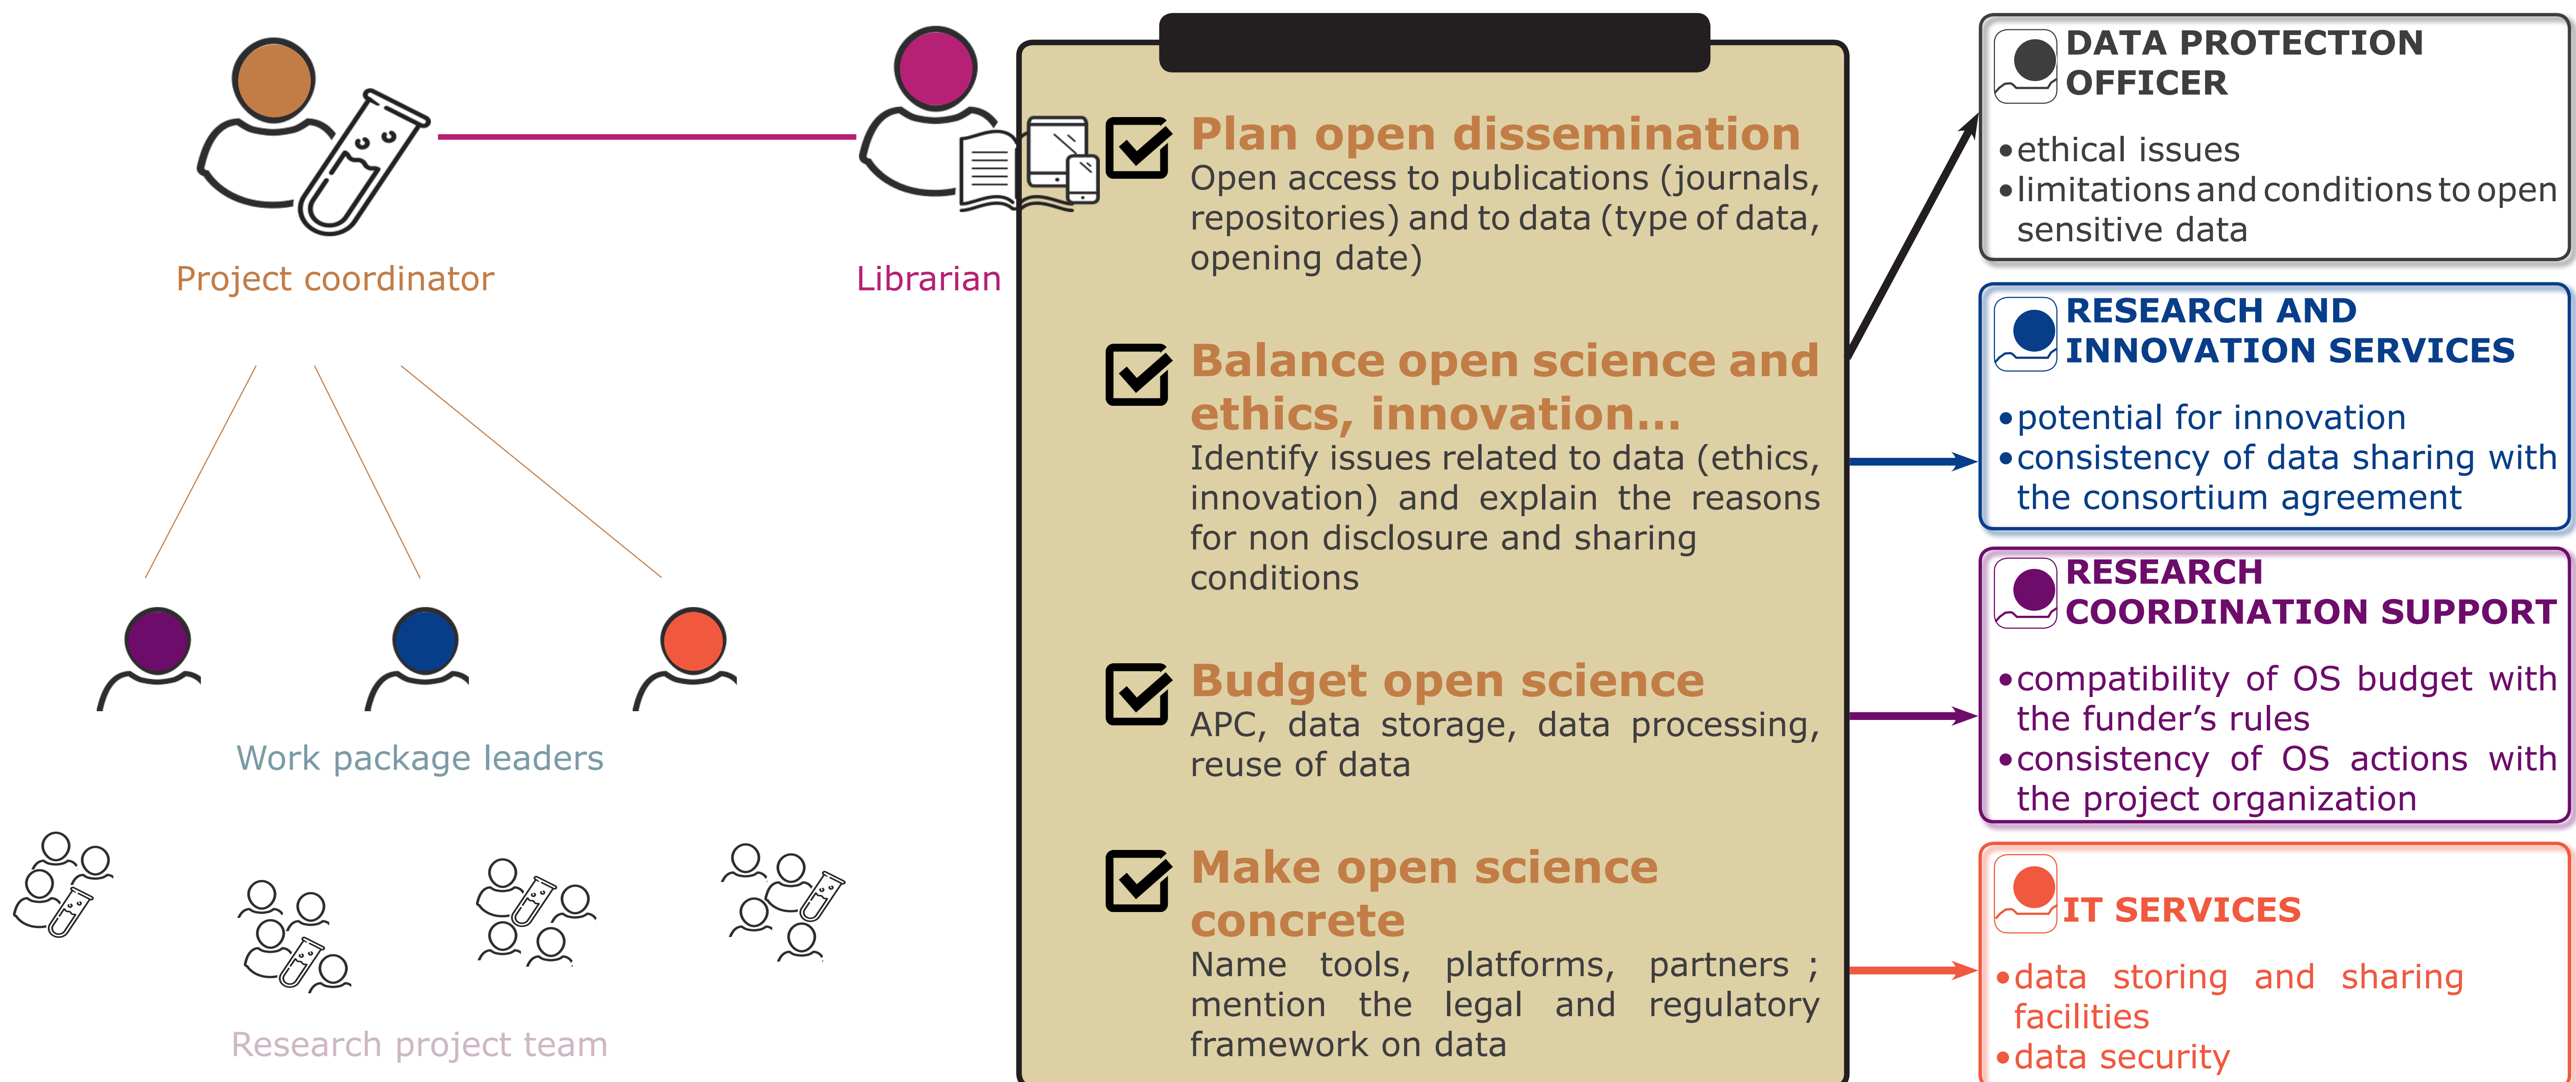 Project coordinator
Librarian
Work package leaders
Research project team
Plan open dissemination
Open access to publications (journals,
repositories) and to data (type of data,
opening date)
Balance open science and
ethics, innovation...
Identify issues related to data (ethics,
innovation) and explain the reasons
for non disclosure and sharing
conditions
Budget open science
APC, data storage, data processing,
reuse of data
Make open science
concrete
Name tools, platforms, partners ;
mention the legal and regulatory
framework on data
DATA PROTECTION
OFFICER
•ethical issues
•limitations and conditions to open
sensitive data
RESEARCH AND
INNOVATION SERVICES
•potential for innovation
•consistency of data sharing with
the consortium agreement
RESEARCH
COORDINATION SUPPORT
•compatibility of OS budget with
the funder’s rules
•consistency of OS actions with
the project organization
IT SERVICES
•data storing and sharing
facilities
•data security